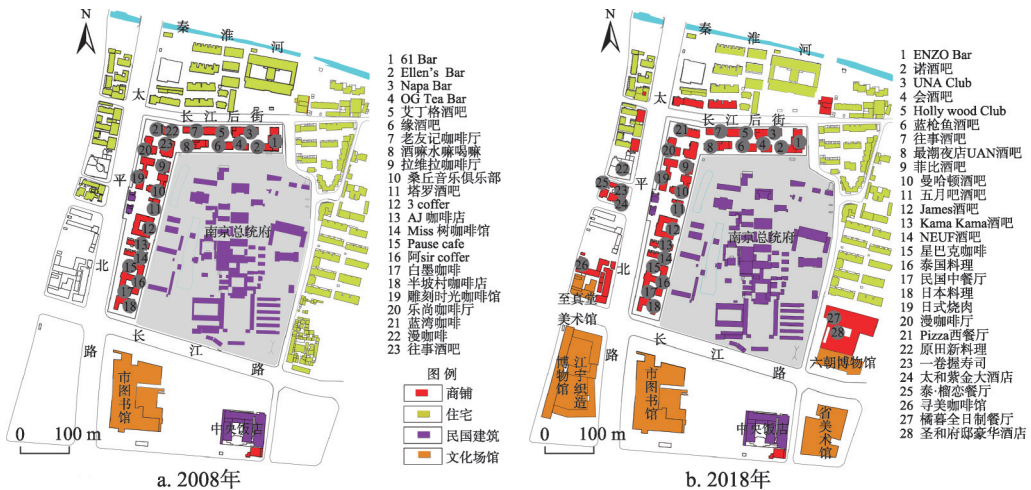 N
秦淮河
太平北路
长江后街
南京总统府
长江路
市图书馆
中央饭店
0 100 m
1 61 Bar
2 Ellen's Bar
3 Napa Bar
4 OG Tea Bar
5 艾丁格酒吧
6 缘酒吧
7 老友记咖啡厅
8 酒嘛水嘛喝嘛
9 拉维拉咖啡厅
10 桑丘音乐俱乐部
11 塔罗酒吧
12 3 coffer
13 AJ 咖啡店
14 Miss 树咖啡馆
15 Pause cafe
16 阿sir coffer
17 白墨咖啡
18 半坡村咖啡店
19 雕刻时光咖啡馆
20 乐尚咖啡厅
21 蓝湾咖啡
22 漫咖啡
23 往事酒吧
图 例
商铺
住宅
民国建筑
文化场馆
a. 2008年
N
秦淮河
太平北路
长江后街
南京总统府
长江路
至真堂
美术馆
江宁织造
博物馆
市图书馆
中央饭店
六朝博物馆
省美术馆
0 100 m
1 ENZO Bar
2 诺酒吧
3 UNA Club
4 会酒吧
5 Holly wood Club
6 蓝枪鱼酒吧
7 往事酒吧
8 最潮夜店UAN酒吧
9 菲比酒吧
10 曼哈顿酒吧
11 五月吧酒吧
12 James酒吧
13 Kama Kama酒吧
14 NEUF酒吧
15 星巴克咖啡
16 泰国料理
17 民国中餐厅
18 日本料理
19 日式烧肉
20 漫咖啡厅
21 Pizza西餐厅
22 原田新料理
23 一卷握寿司
24 太和紫金大酒店
25 泰·榴恋餐厅
26 寻美咖啡馆
27 橘暮全日制餐厅
28 圣和府邸豪华酒店
b. 2018年